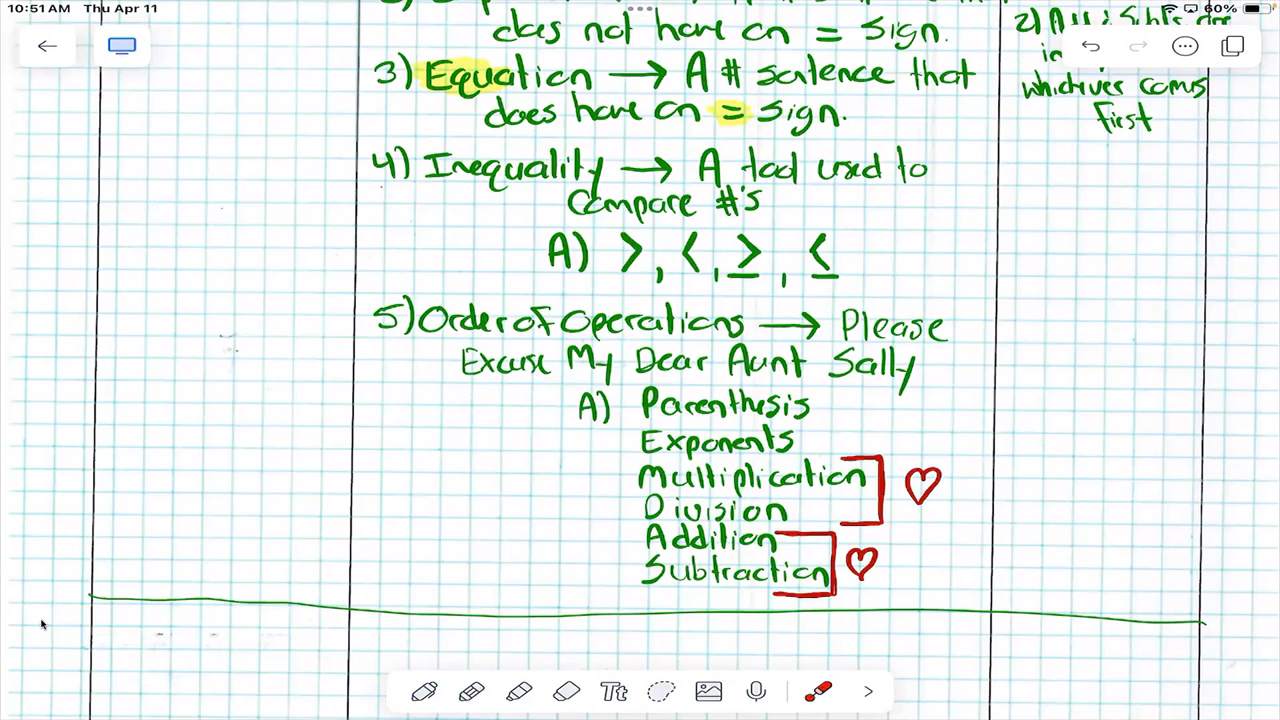 10:51 AM Thu Apr 11
60%
does not have an = sign.
3) Equation → A # sentence that
does have an = sign.
4) Inequality → A tool used to
Compare #'s
A) >, <, ≥, ≤
5) Order of Operations → Please
Excuse My Dear Aunt Sally
A) Parenthesis
Exponents
Multiplication
Division
Addition
Subtraction
2)
whichever comes
first
Tt